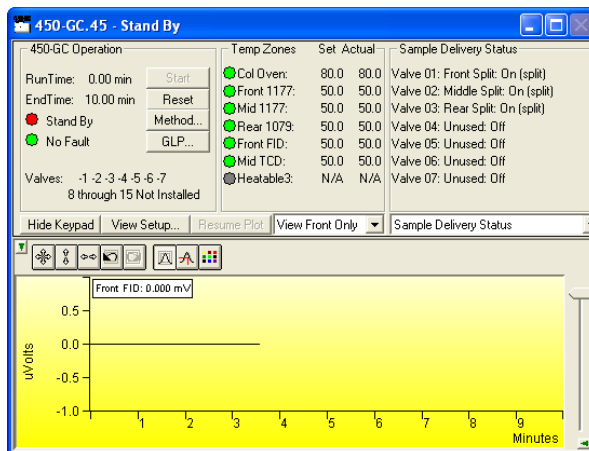 450-GC.45 - Stand By
450-GC Operation
RunTime: 0.00 min
Start
EndTime: 10.00 min
Reset
Stand By
Method...
No Fault
GLP...
Valves: -1 -2 -3 -4 -5 -6 -7
8 through 15 Not Installed
Temp Zones Set Actual
Col Oven: 80.0 80.0
Front 1177: 50.0 50.0
Mid 1177: 50.0 50.0
Rear 1079: 50.0 50.0
Front FID: 50.0 50.0
Mid TCD: 50.0 50.0
Heatable3: N/A N/A
Sample Delivery Status
Valve 01: Front Split: On (split)
Valve 02: Middle Split: On (split)
Valve 03: Rear Split: On (split)
Valve 04: Unused: Off
Valve 05: Unused: Off
Valve 06: Unused: Off
Valve 07: Unused: Off
Hide Keypad
View Setup...
Resume Plot
View Front Only
Sample Delivery Status
Front FID: 0.000 mV
uVolts
0.5
0.0
-0.5
-1.0
1 2 3 4 5 6 7 8 9
Minutes